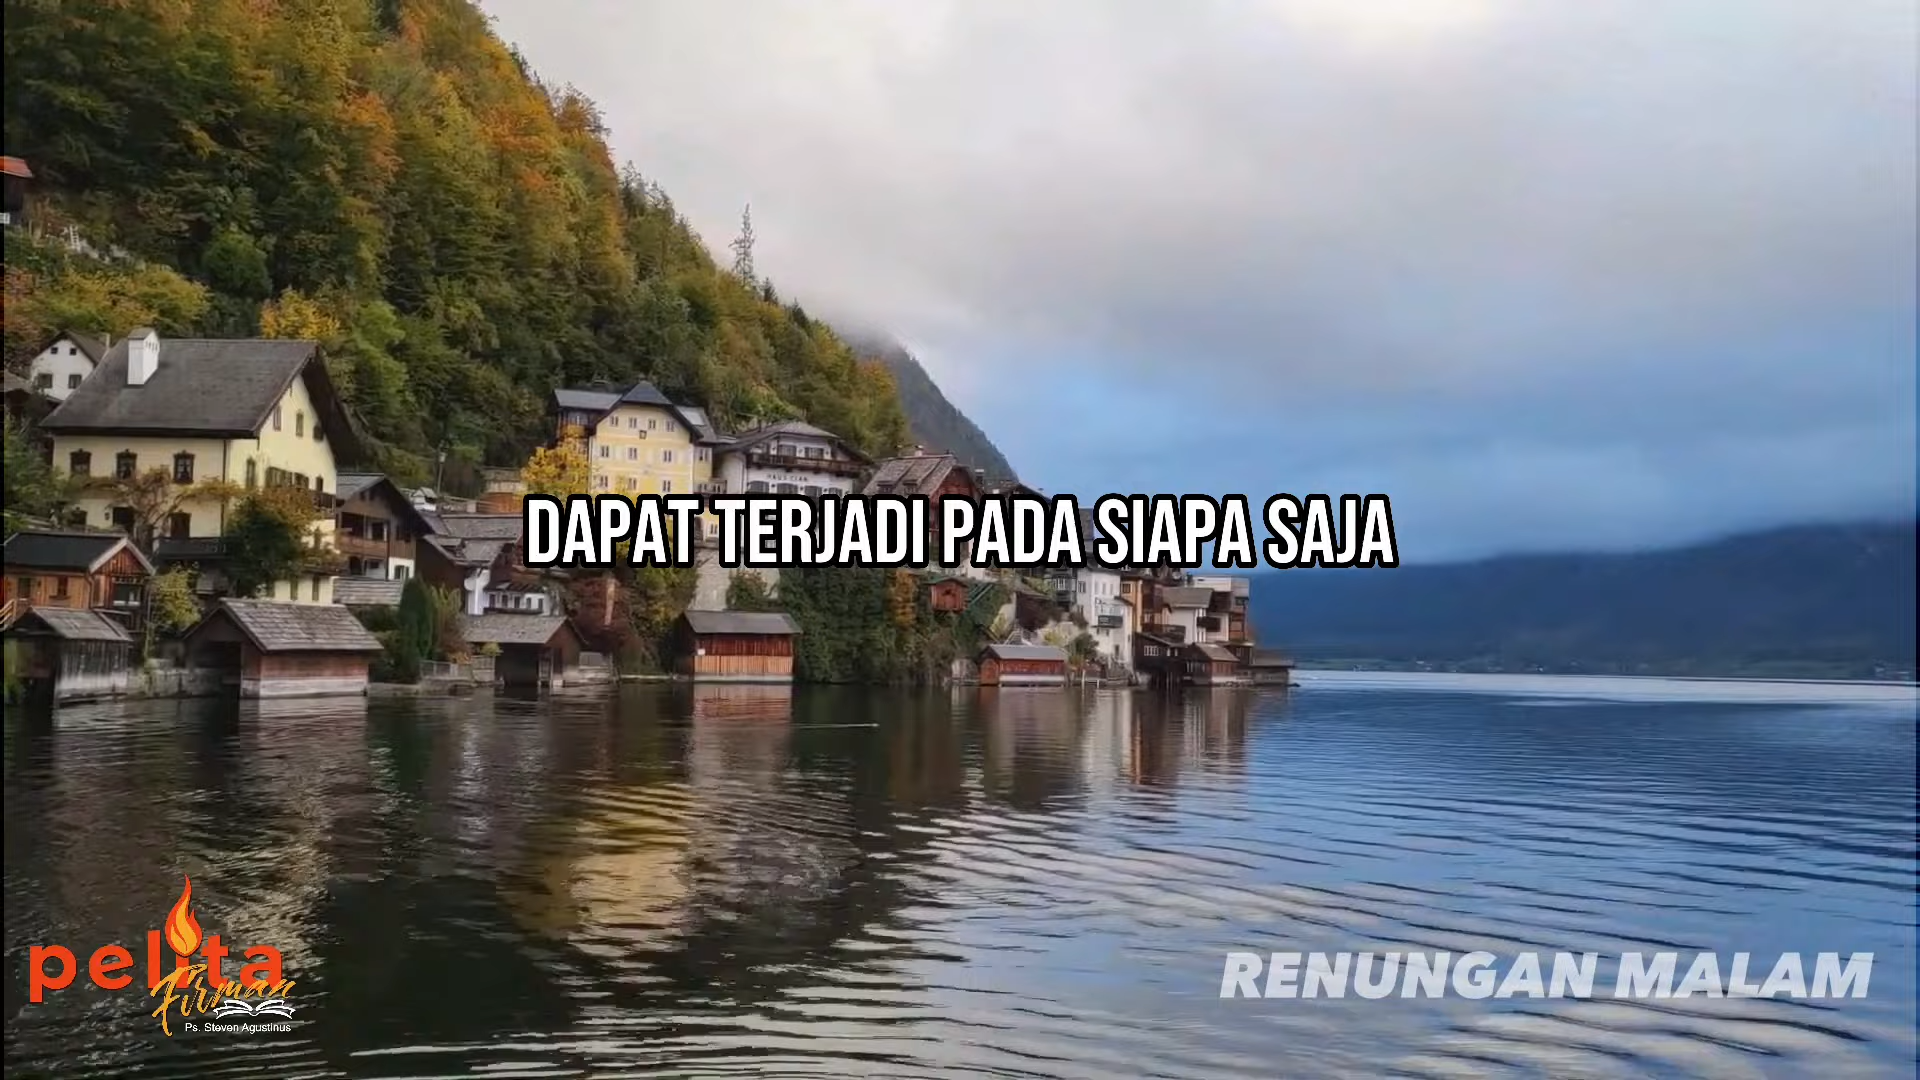 DAPAT TERJADI PADA SIAPA SAJA
pelita
Firman
Ps. Steven Agustinus
RENUNGAN MALAM